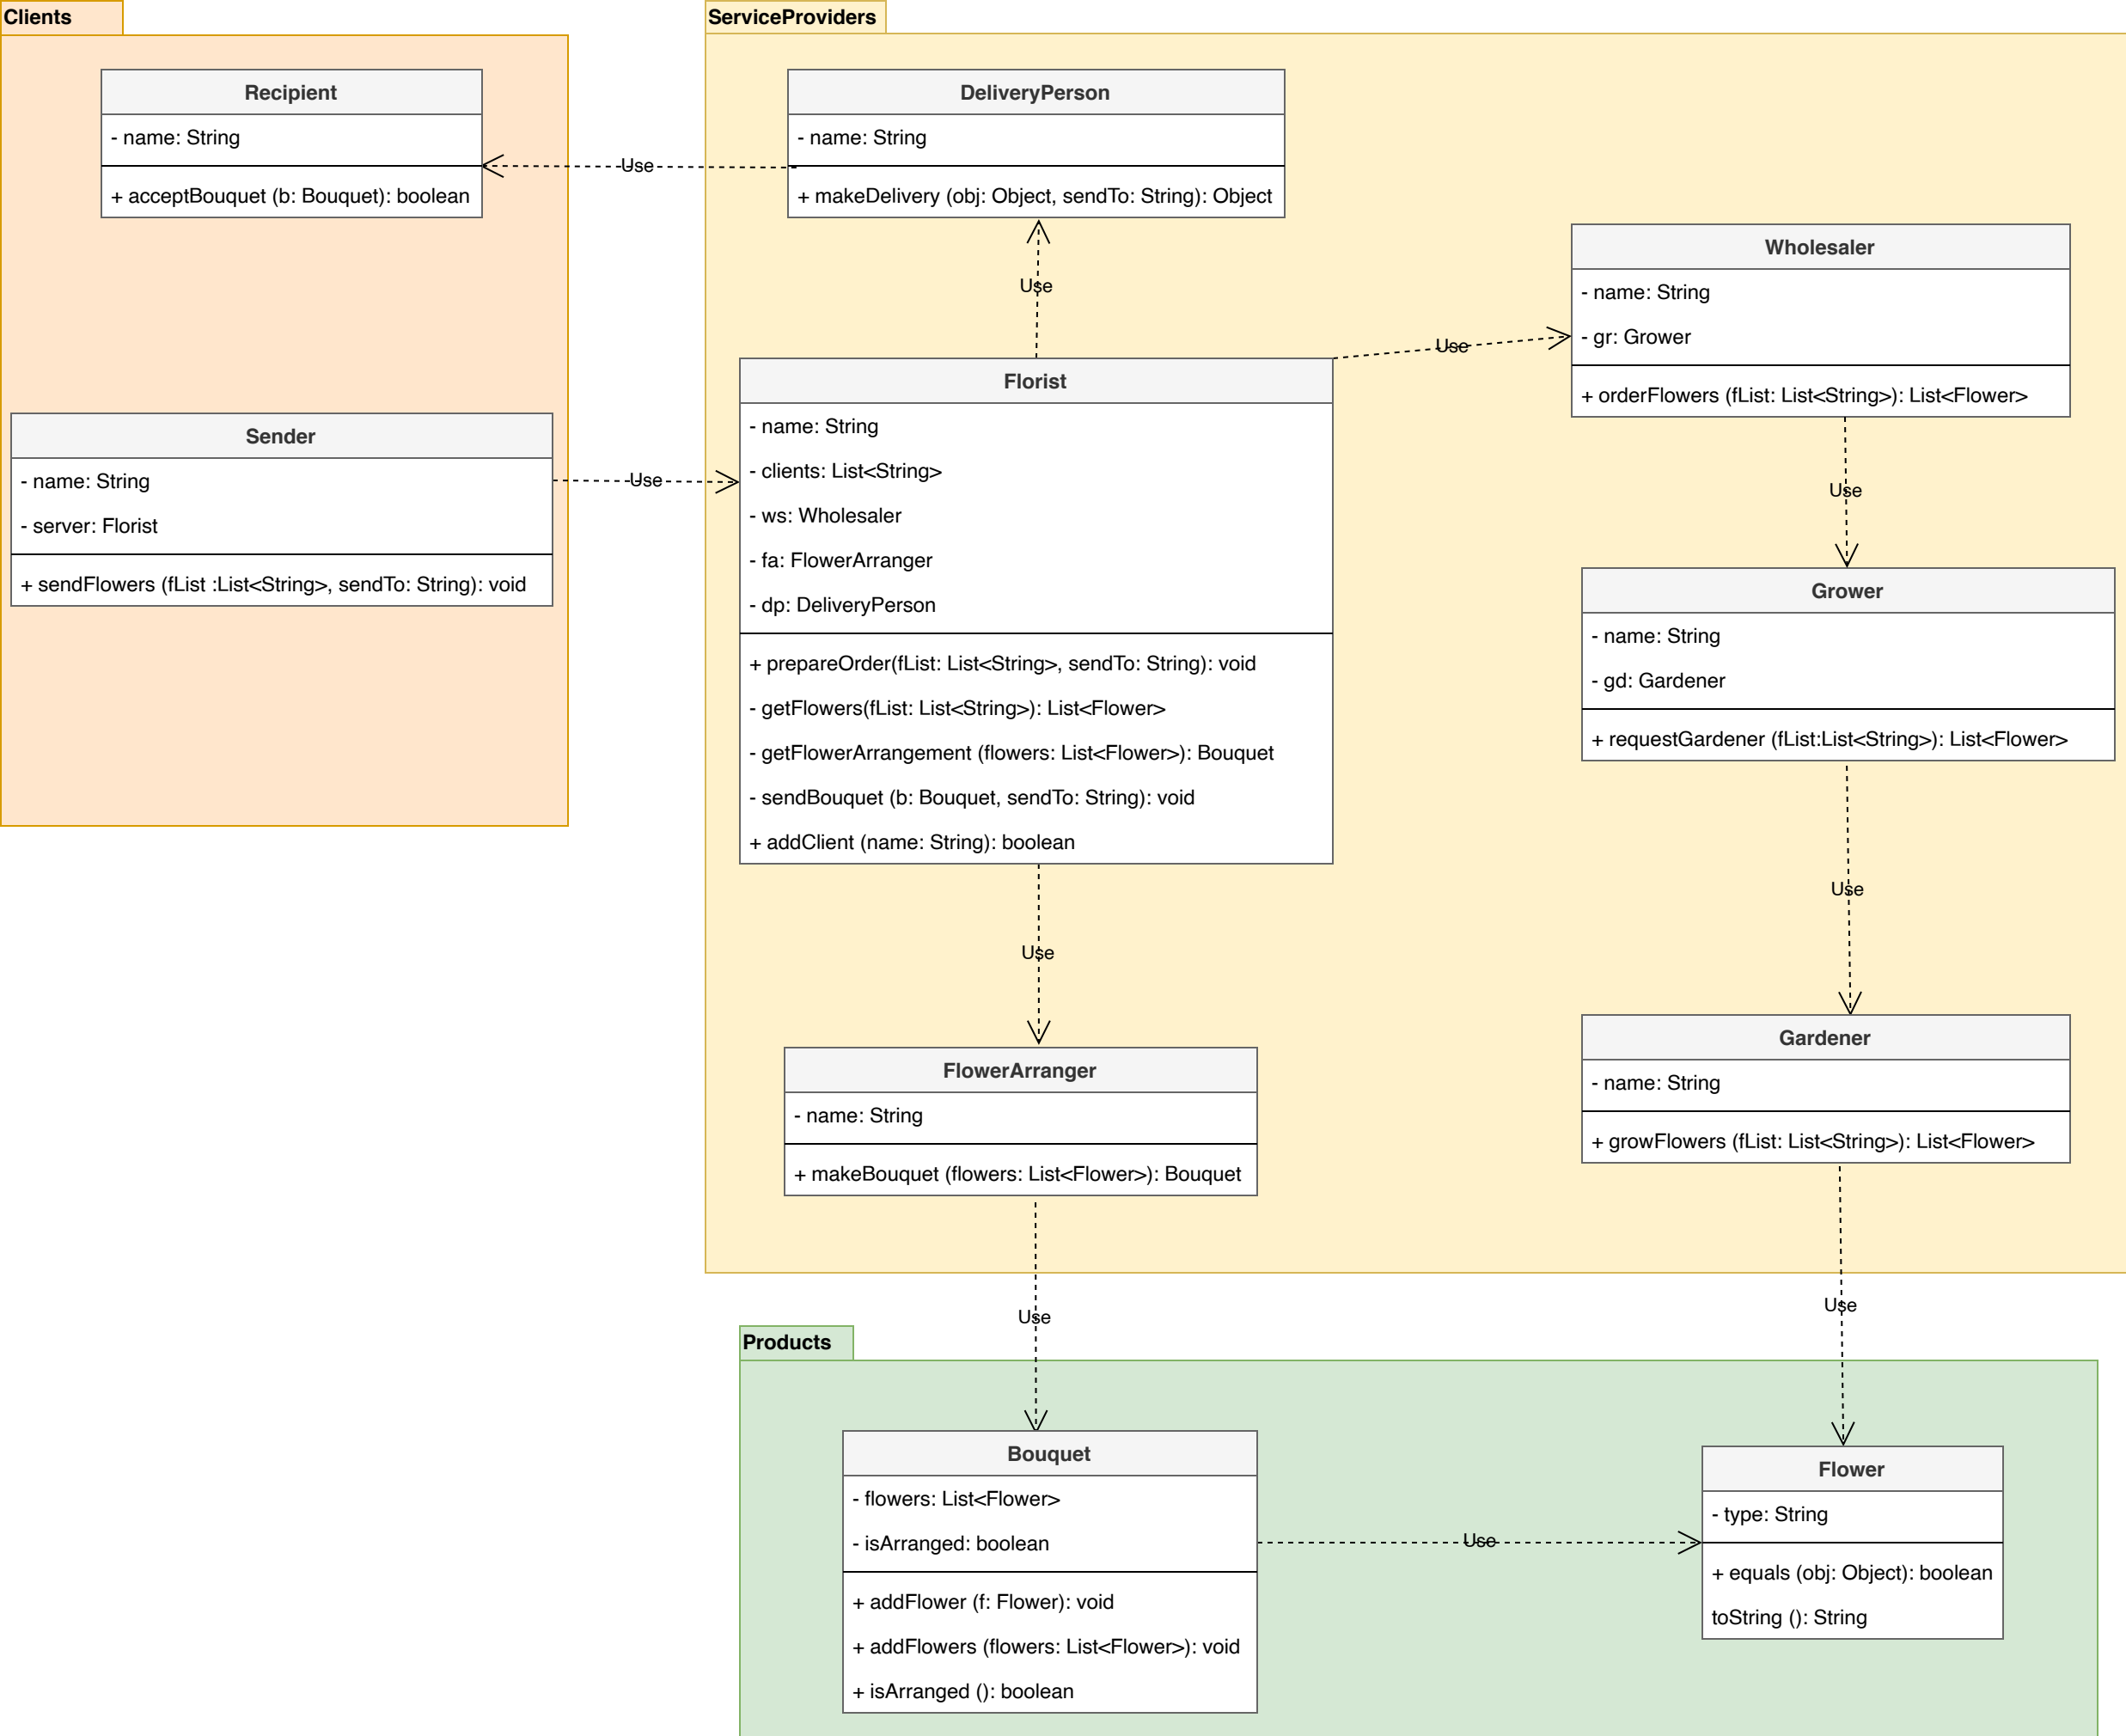 Clients
Recipient
- name: String
+ acceptBouquet (b: Bouquet): boolean
Sender
- name: String
- server: Florist
+ sendFlowers (fList :List<String>, sendTo: String): void
ServiceProviders
DeliveryPerson
- name: String
+ makeDelivery (obj: Object, sendTo: String): Object
Use
Use
Use
Use
Florist
- name: String
- clients: List<String>
- ws: Wholesaler
- fa: FlowerArranger
- dp: DeliveryPerson
+ prepareOrder(fList: List<String>, sendTo: String): void
- getFlowers(fList: List<String>): List<Flower>
- getFlowerArrangement (flowers: List<Flower>): Bouquet
- sendBouquet (b: Bouquet, sendTo: String): void
+ addClient (name: String): boolean
Wholesaler
- name: String
- gr: Grower
+ orderFlowers (fList: List<String>): List<Flower>
Use
Grower
- name: String
- gd: Gardener
+ requestGardener (fList:List<String>): List<Flower>
Use
Use
FlowerArranger
- name: String
+ makeBouquet (flowers: List<Flower>): Bouquet
Gardener
- name: String
+ growFlowers (fList: List<String>): List<Flower>
Use
Use
Products
Bouquet
- flowers: List<Flower>
- isArranged: boolean
+ addFlower (f: Flower): void
+ addFlowers (flowers: List<Flower>): void
+ isArranged (): boolean
Use
Flower
- type: String
+ equals (obj: Object): boolean
toString (): String